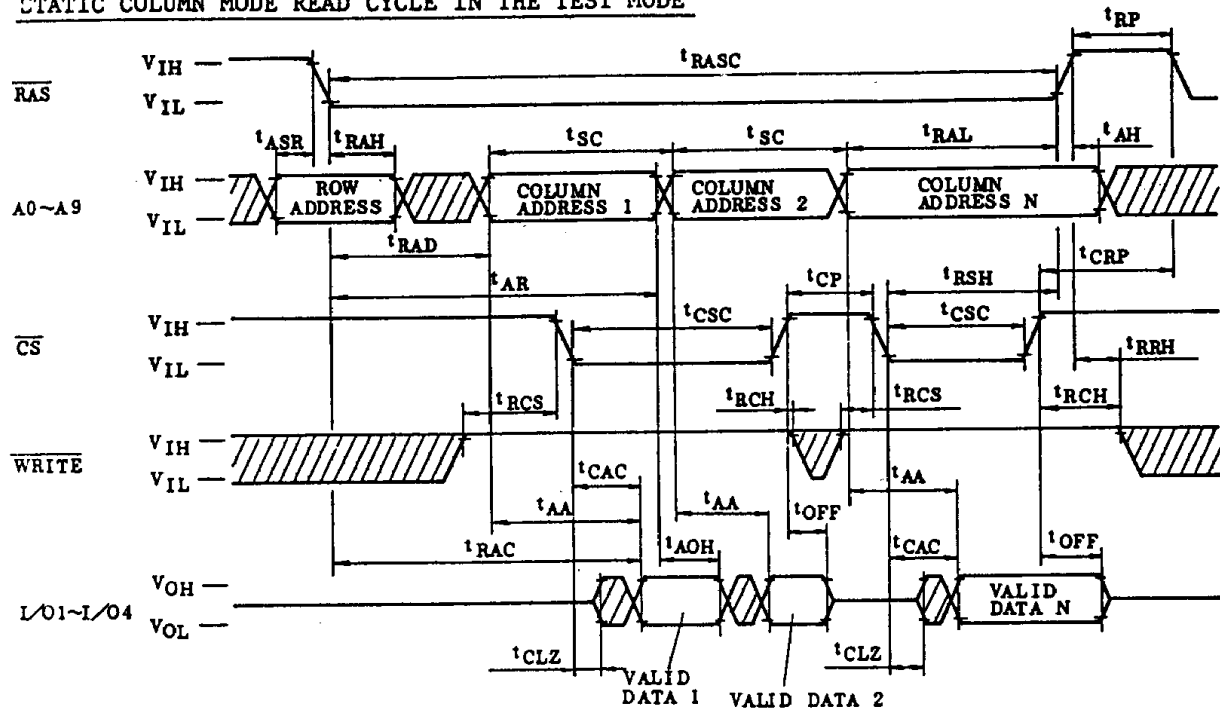 STATIC COLUMN MODE READ CYCLE IN THE TEST MODE
tRP
tRASC
RAS
VIH
VIL
tASR
tRAH
tSC
tSC
tRAL
tAH
A0~A9
VIH
VIL
ROW ADDRESS
COLUMN ADDRESS 1
COLUMN ADDRESS 2
COLUMN ADDRESS N
tRAD
tCRP
tAR
tCP
tRSH
CS
VIH
VIL
tCSC
tCSC
tRRH
tRCS
tRCH
tRCS
tRCH
WRITE
VIH
VIL
tCAC
tAA
tAA
tAA
tOFF
tRAC
tAOH
tCAC
tOFF
I/O1~I/O4
VOH
VOL
VALID DATA N
tCLZ
tCLZ
VALID DATA 1
VALID DATA 2